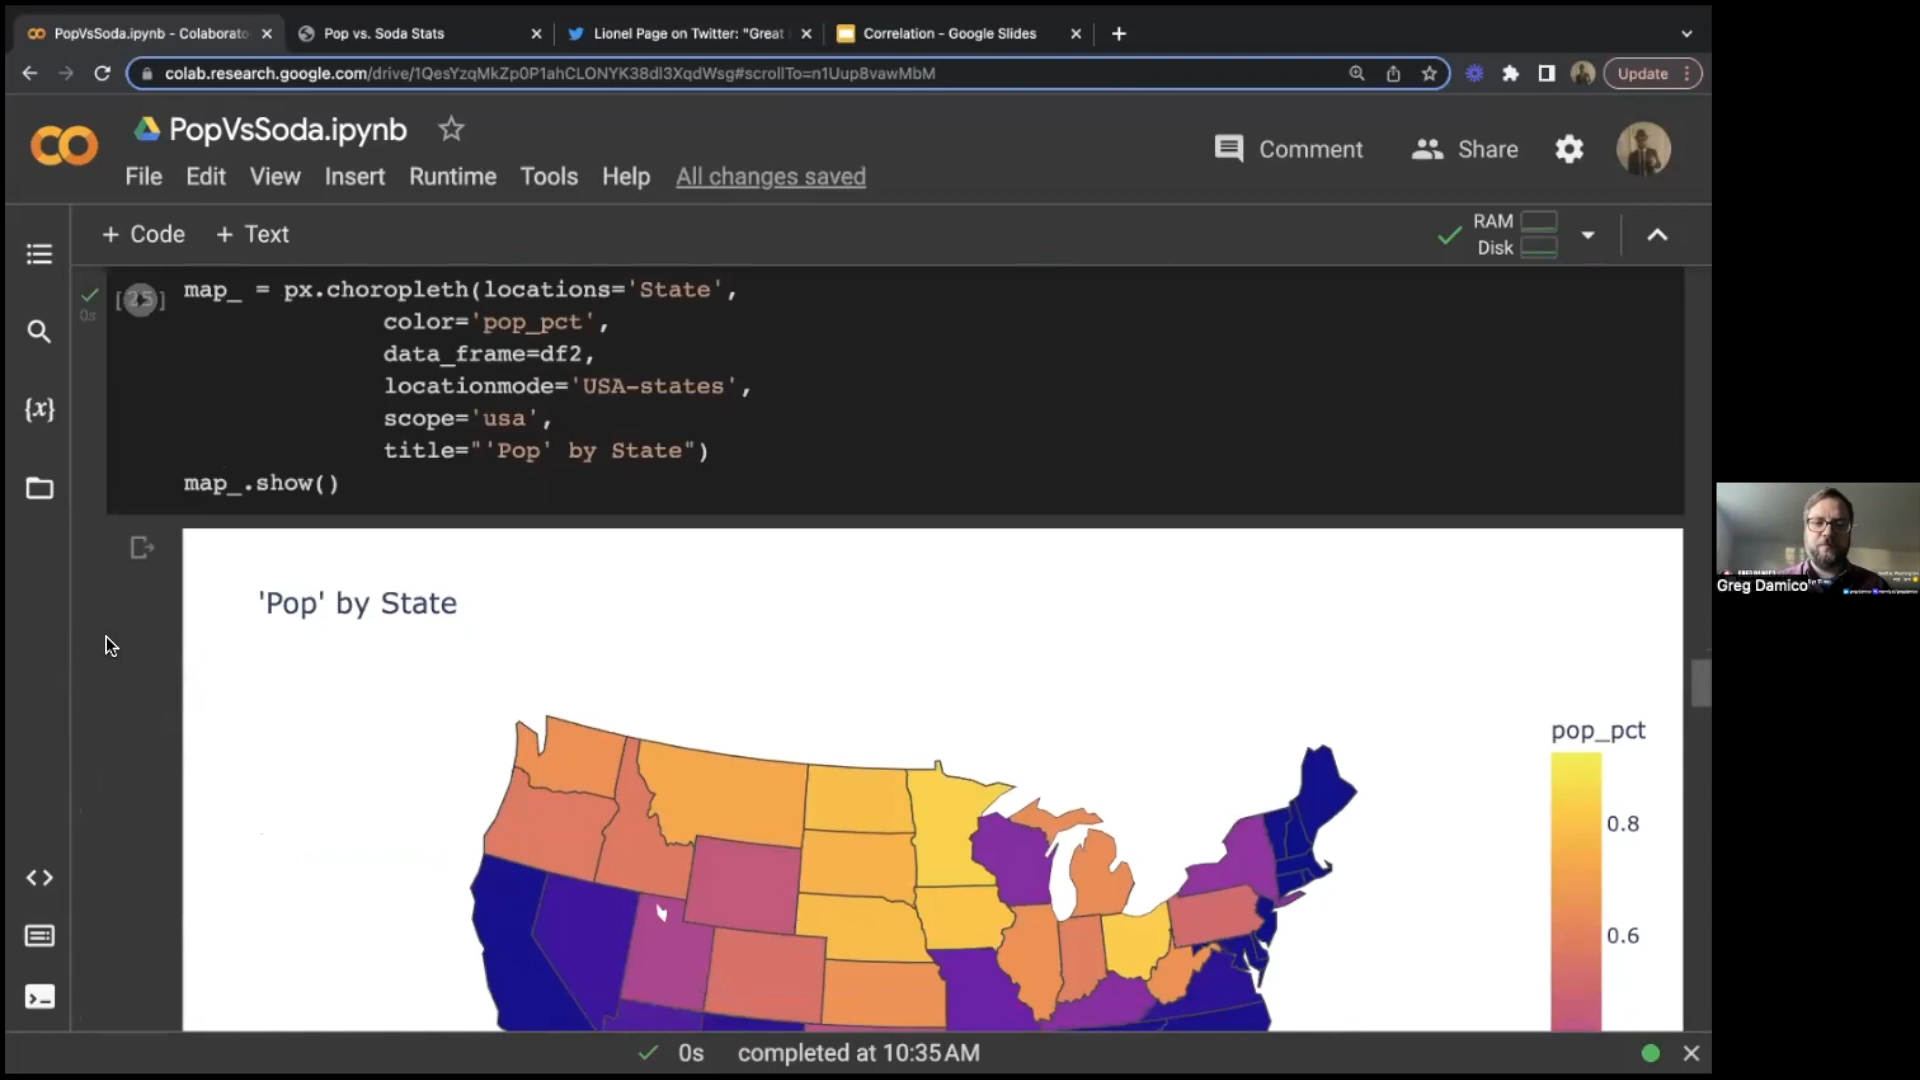 PopVsSoda.ipynb - Colaborato
Pop vs. Soda Stats
Lionel Page on Twitter: "Great
Correlation - Google Slides
colab.research.google.com/drive/1QesYzqMkZp0P1ahCLONYK38dl3XqdWsg#scrollTo=n1Uup8vawMbM
Update
PopVsSoda.ipynb
Comment
Share
File Edit View Insert Runtime Tools Help All changes saved
+ Code + Text
RAM
Disk
[25]
0s
map_ = px.choropleth(locations='State',
color='pop_pct',
data_frame=df2,
locationmode='USA-states',
scope='usa',
title="'Pop' by State")
map_.show()
{x}
'Pop' by State
pop_pct
0.8
0.6
0s completed at 10:35 AM
Greg Damico